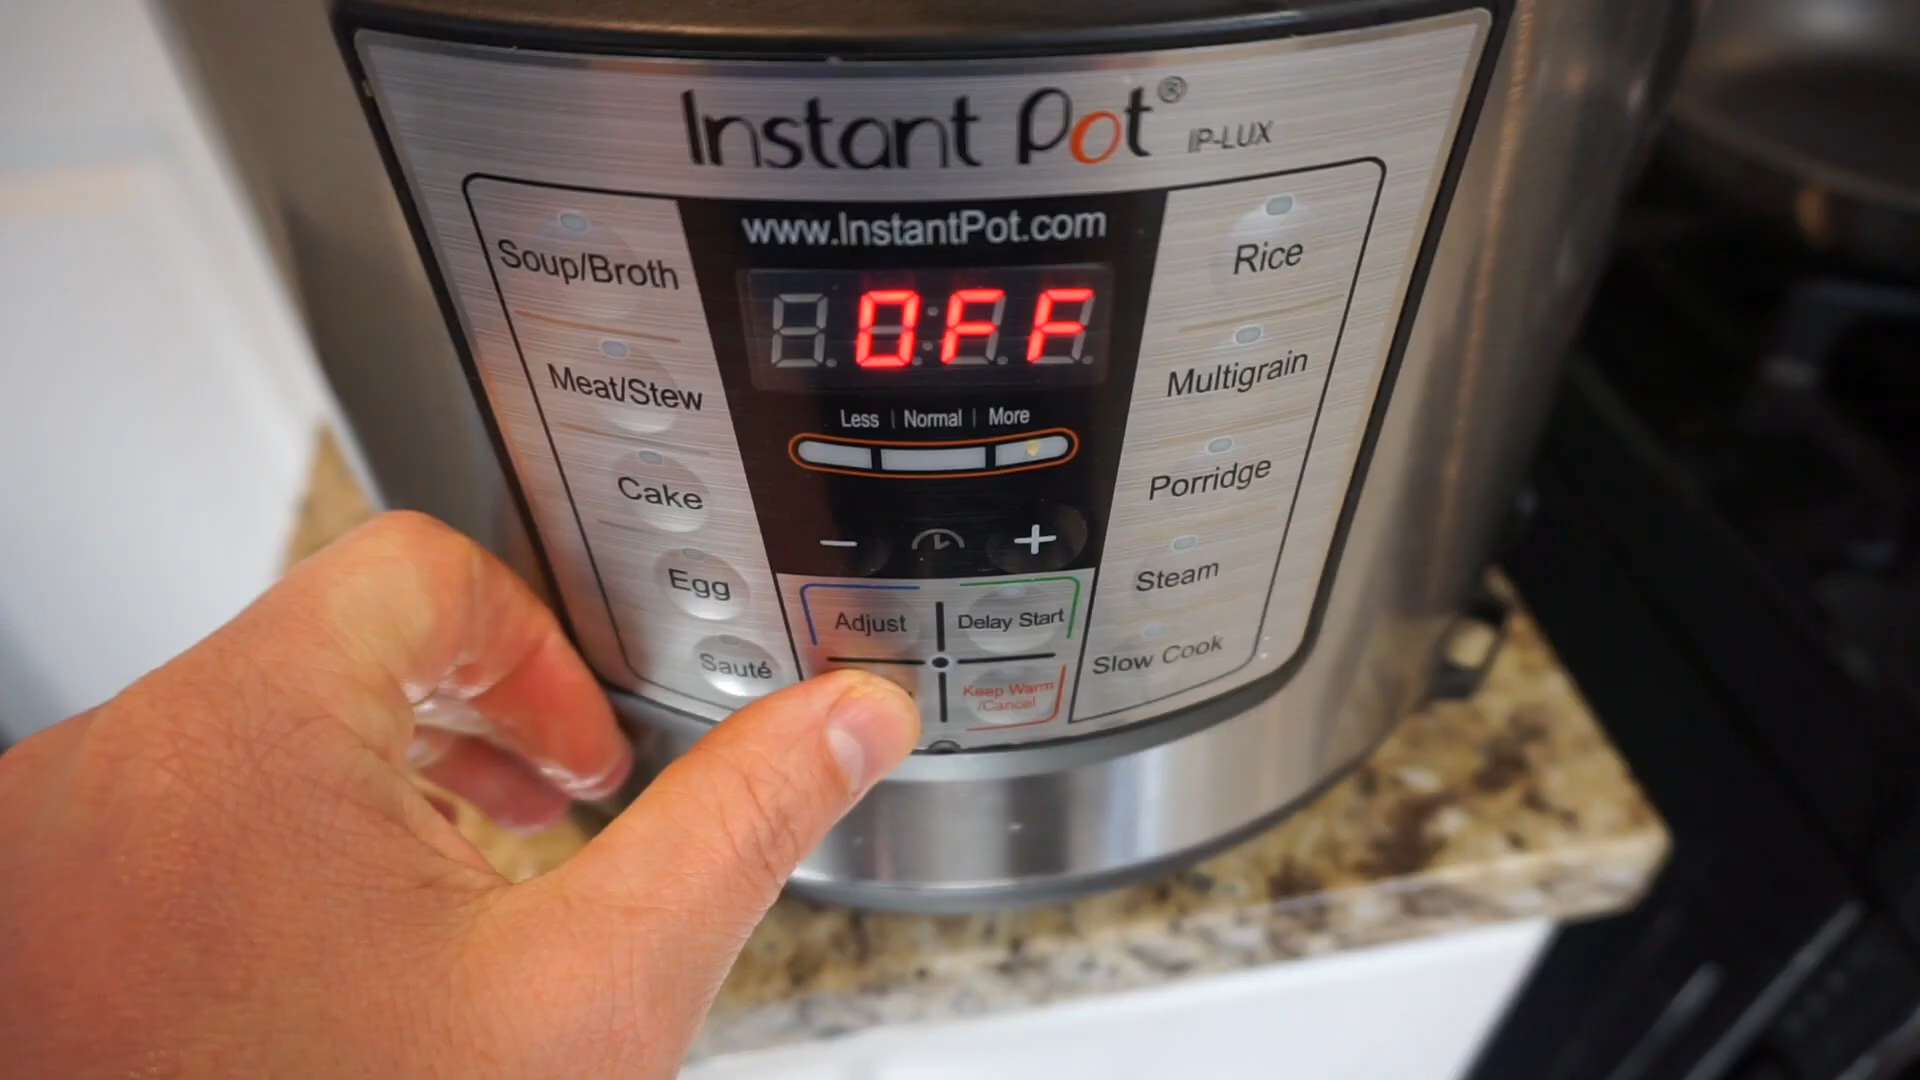 Instant Pot® IP-LUX
www.InstantPot.com
OFF
Less | Normal | More
Soup/Broth
Meat/Stew
Cake
Egg
Sauté
− +
Adjust
Delay Start
Keep Warm
/Cancel
Rice
Multigrain
Porridge
Steam
Slow Cook